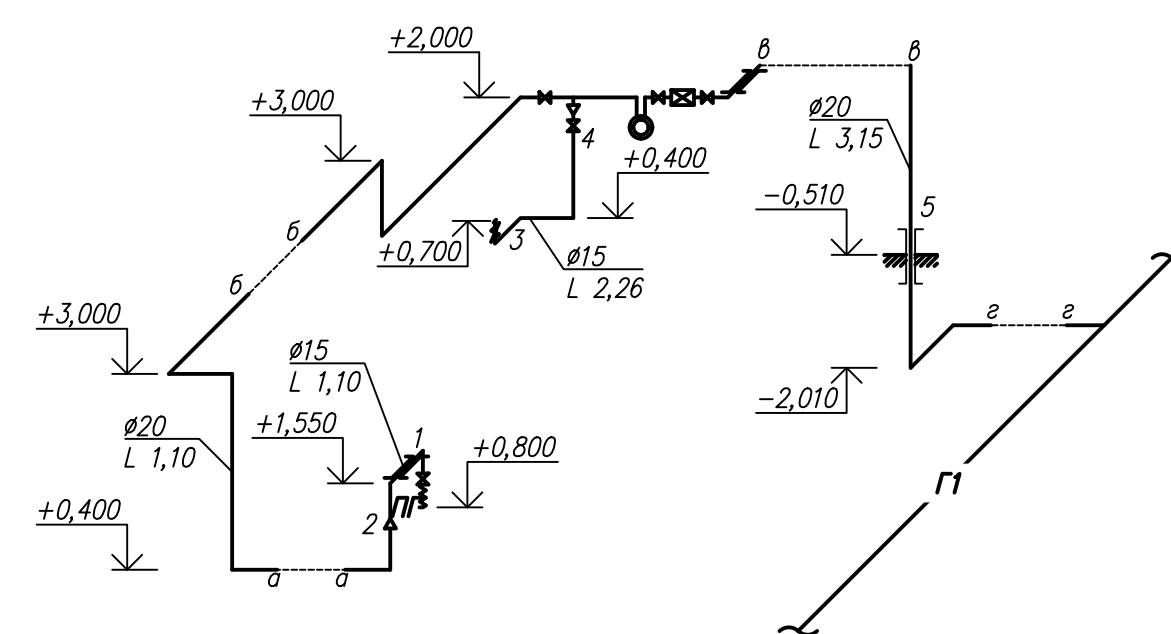 в
в
+2,000
+3,000
ø20
L 3,15
4
+0,400
-0,510
5
б
3
+0,700
ø15
L 2,26
б
г
г
+3,000
ø15
L 1,10
-2,010
ø20
L 1,10
+1,550
1
+0,800
Г1
ПГ
2
+0,400
а
а